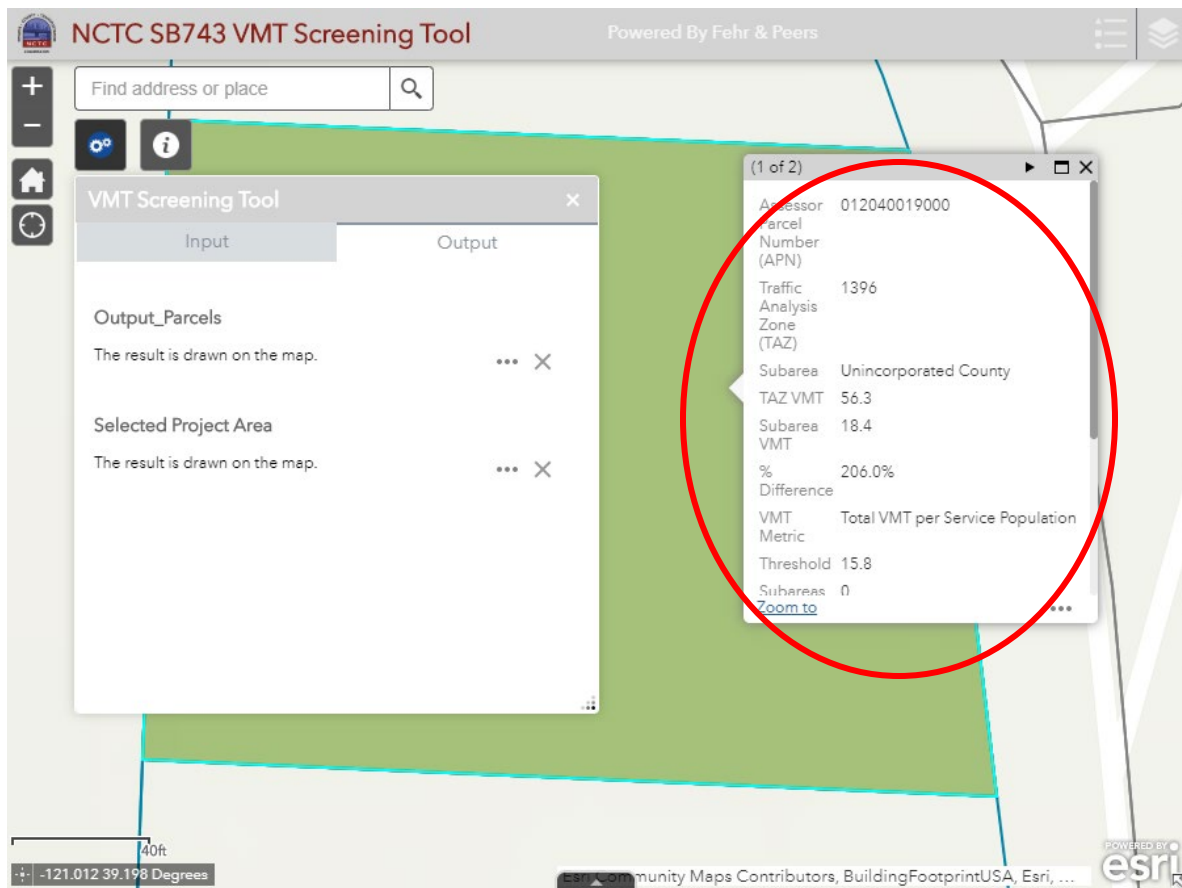 NCTC SB743 VMT Screening Tool
Powered By Fehr & Peers
NCTC
+
Find address or place
−
i
VMT Screening Tool
×
Input
Output
Output_Parcels
The result is drawn on the map.
Selected Project Area
The result is drawn on the map.
(1 of 2)
Assessor Parcel Number (APN) 012040019000
Traffic Analysis Zone (TAZ) 1396
Subarea Unincorporated County
TAZ VMT 56.3
Subarea VMT 18.4
% Difference 206.0%
VMT Metric Total VMT per Service Population
Threshold 15.8
Subareas 0
Zoom to
40ft
-121.012 39.198 Degrees
Esri Community Maps Contributors, BuildingFootprintUSA, Esri, ...
POWERED BY
esri